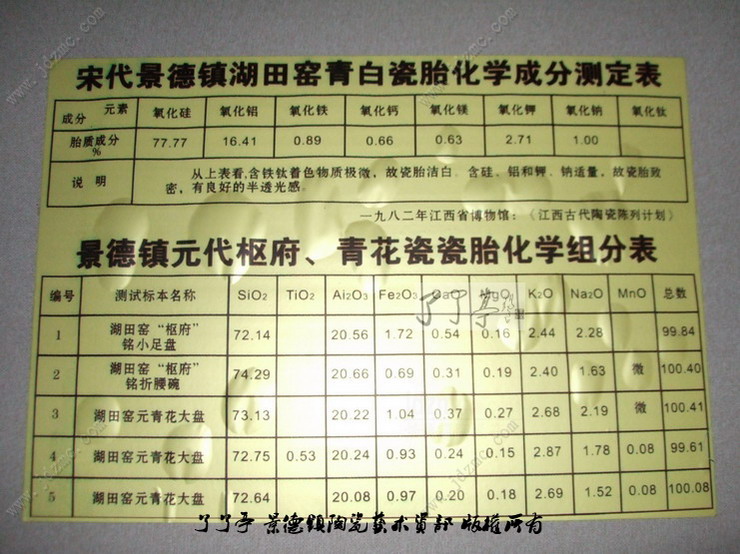 宋代景德镇湖田窑青白瓷胎化学成分测定表
成分 元素 氧化硅 氧化铝 氧化铁 氧化钙 氧化镁 氧化钾 氧化钠 氧化钛
胎质成分% 77.77 16.41 0.89 0.66 0.63 2.71 1.00
说明 从上表看,含铁钛着色物质极微，故瓷胎洁白。含硅、铝和钾、钠适量，故瓷胎致
密，有良好的半透光感。
一九八二年江西省博物馆：（江西古代陶瓷陈列计划）
景德镇元代枢府、青花瓷瓷胎化学组分表
编号 测试标本名称 SiO2 TiO2 Ai2O3 Fe2O3 MgO K2O Na2O MnO 总数
1 湖田窑“枢府”铭小足盘 72.14 20.56 1.72 0.54 0.16 2.44 2.28 99.84
2 湖田窑“枢府”铭折腰碗 74.29 20.66 0.69 0.31 0.19 2.40 1.63 微 100.40
3 湖田窑元青花大盘 73.13 20.22 1.04 0.37 0.27 2.68 2.19 微 100.41
4 湖田窑元青花大盘 72.75 0.53 20.24 0.93 0.24 0.15 2.87 1.78 0.08 99.61
5 湖田窑元青花大盘 72.64 20.08 0.97 0.20 0.18 2.69 1.52 0.08 100.08
了了亭
了了亭 景德镇陶瓷艺术资部 版权所有
www.jdzmc.com